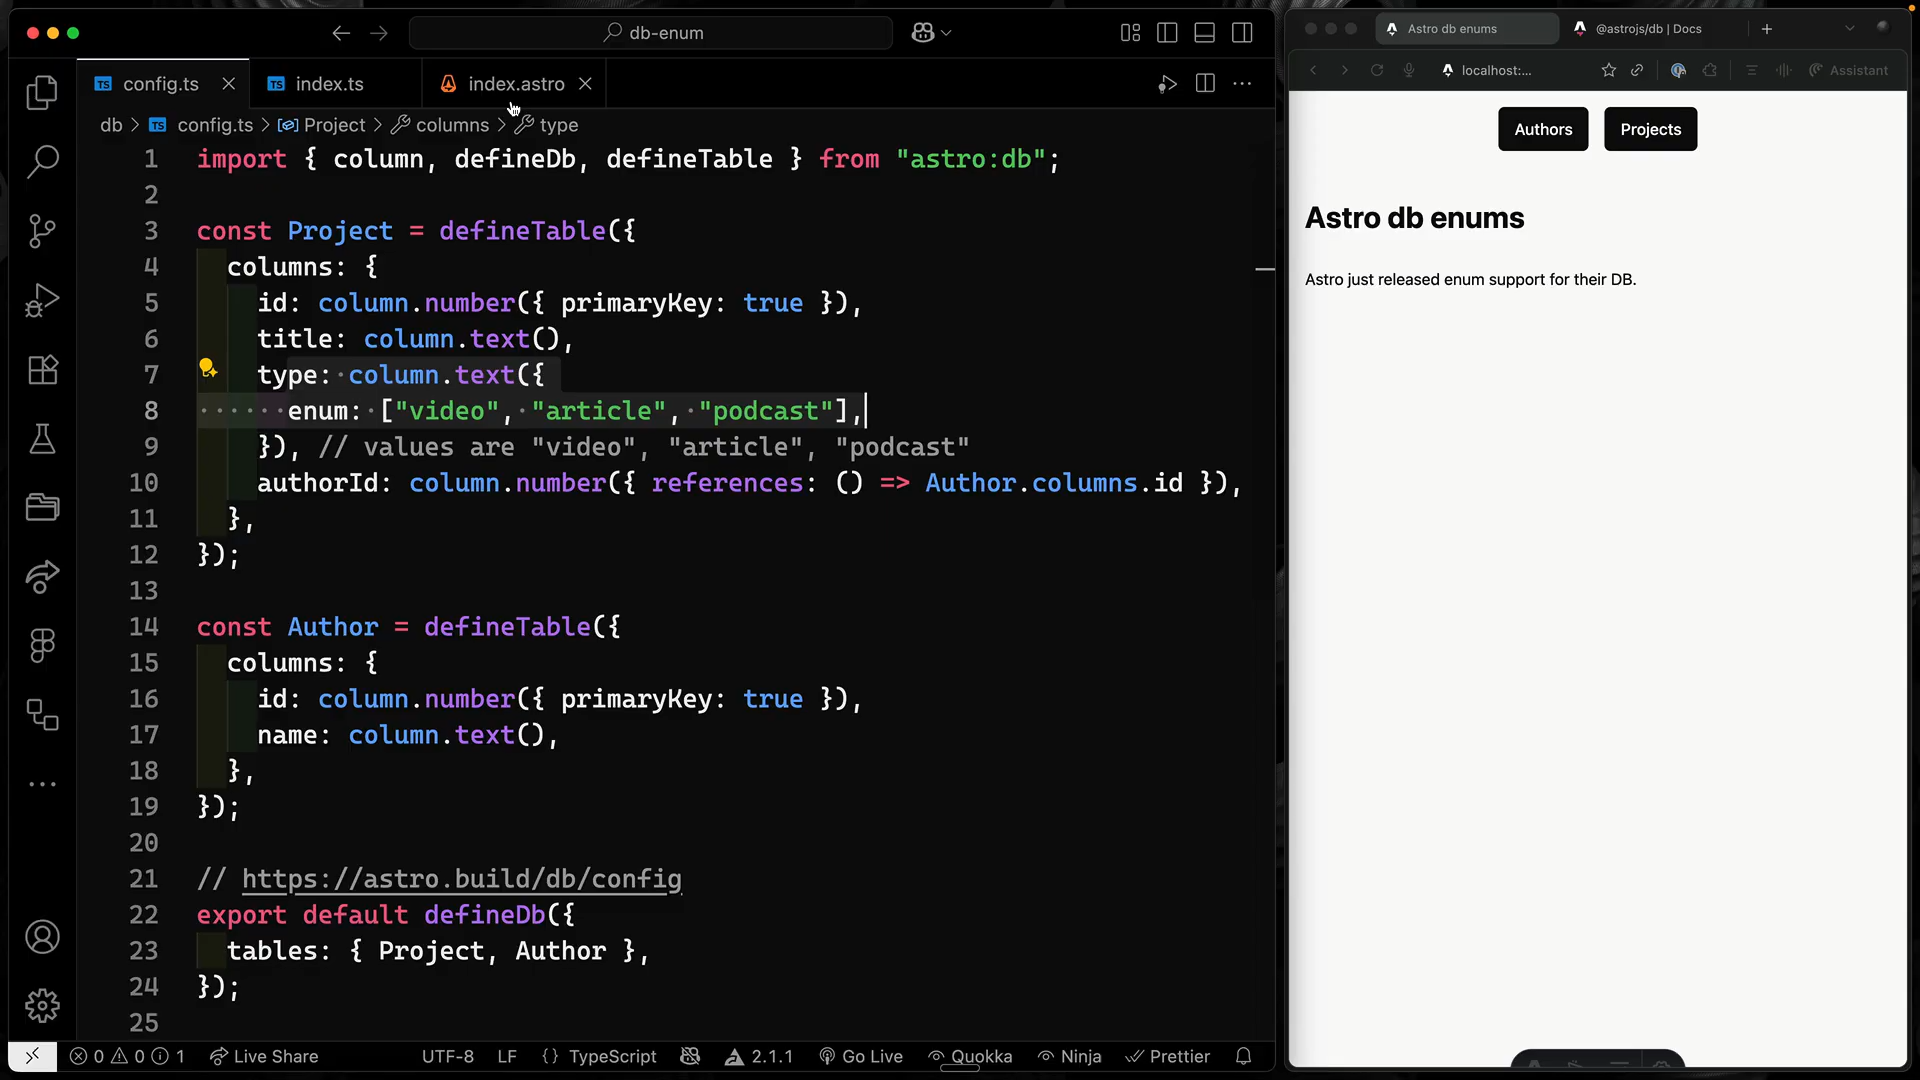 db-enum
config.ts
index.ts
index.astro
db > config.ts > Project > columns > type
1 import { column, defineDb, defineTable } from "astro:db";
2
3 const Project = defineTable({
4 columns: {
5 id: column.number({ primaryKey: true }),
6 title: column.text(),
7 type: column.text({
8 enum: ["video", "article", "podcast"],
9 }), // values are "video", "article", "podcast"
10 authorId: column.number({ references: () => Author.columns.id }),
11 },
12 });
13
14 const Author = defineTable({
15 columns: {
16 id: column.number({ primaryKey: true }),
17 name: column.text(),
18 },
19 });
20
21 // https://astro.build/db/config
22 export default defineDb({
23 tables: { Project, Author },
24 });
25
0 0 1 Live Share UTF-8 LF {} TypeScript 2.1.1 Go Live Quokka Ninja Prettier
Astro db enums
@astrojs/db | Docs
localhost:...
Assistant
Authors
Projects
Astro db enums
Astro just released enum support for their DB.